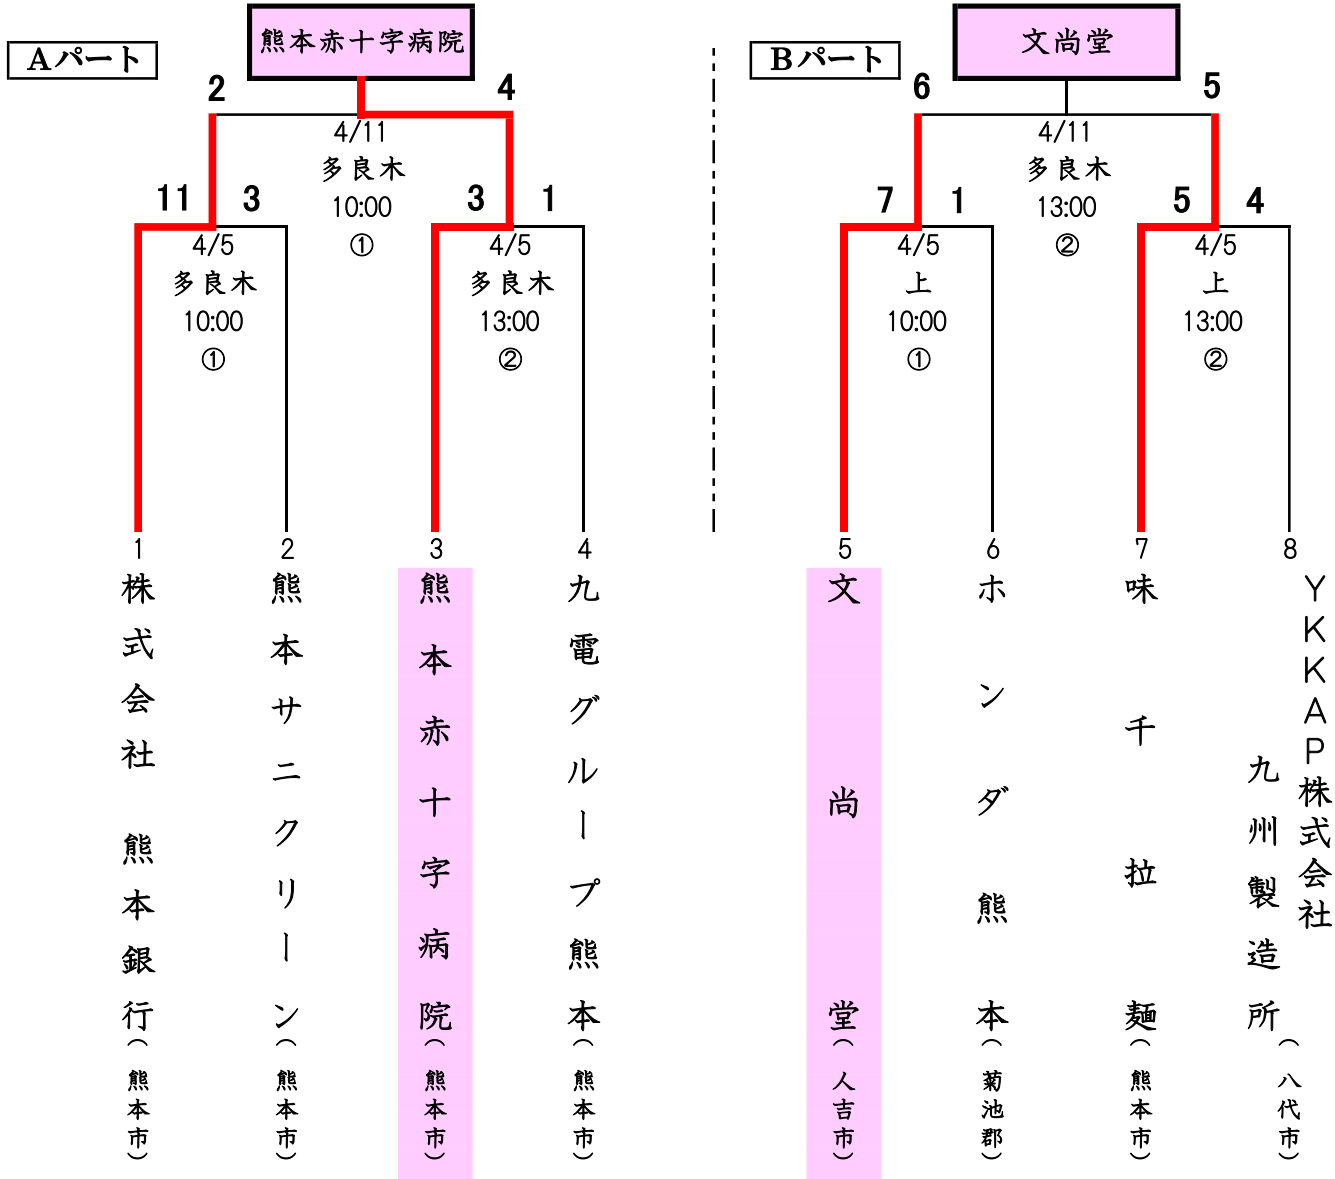 Aパート
熊本赤十字病院
2
4
4/11
多良木
10:00
①
11
3
4/5
多良木
10:00
①
3
1
4/5
多良木
13:00
②
Bパート
文尚堂
6
5
4/11
多良木
13:00
②
7
1
4/5
上
10:00
①
5
4
4/5
上
13:00
②
1
株式会社 熊本銀行(熊本市)
2
熊本サニクリーン(熊本市)
3
熊本赤十字病院(熊本市)
4
九電グループ熊本(熊本市)
5
文尚堂(人吉市)
6
ホンダ熊本(菊池郡)
7
味千拉麺(熊本市)
8
YKKAP株式会社
九州製造所(八代市)